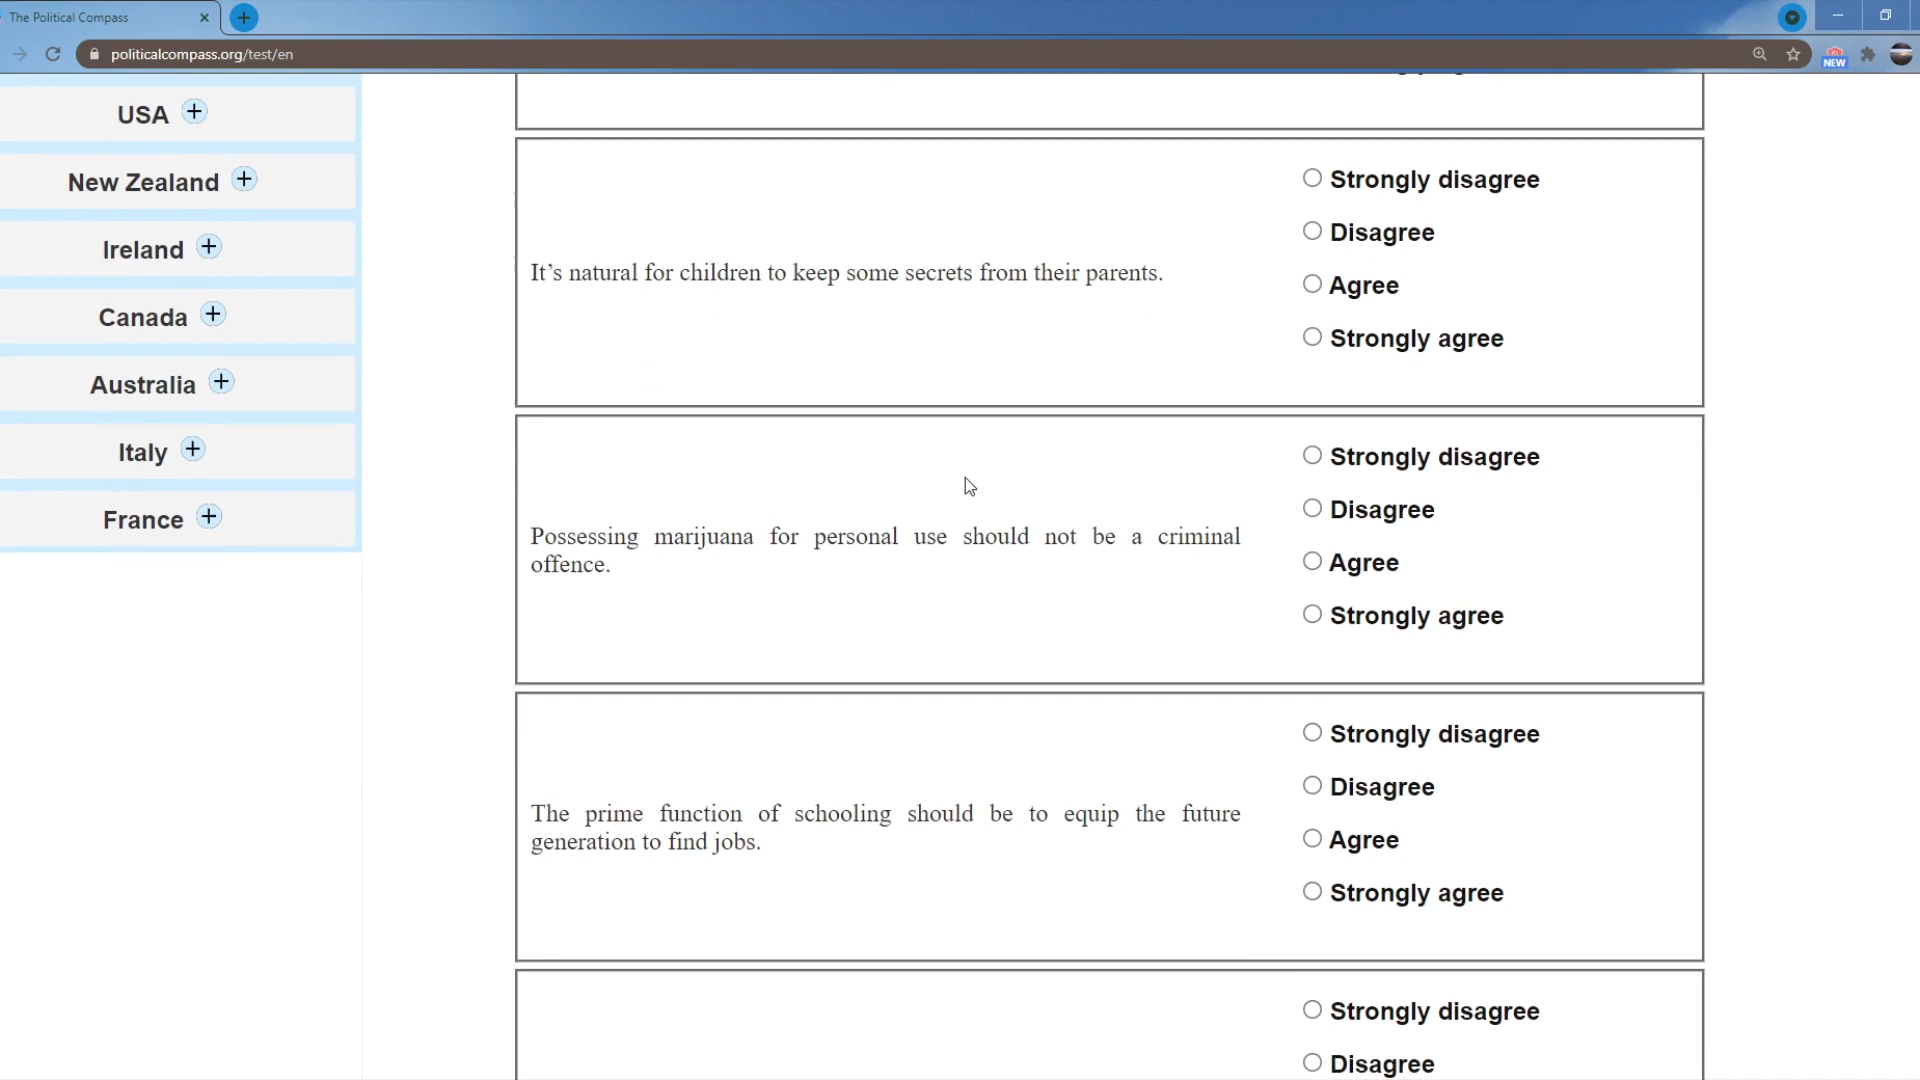 The Political Compass
politicalcompass.org/test/en
NEW
USA
New Zealand
Ireland
Canada
Australia
Italy
France
Strongly disagree
Disagree
It’s natural for children to keep some secrets from their parents.
Agree
Strongly agree
Strongly disagree
Disagree
Possessing marijuana for personal use should not be a criminal
offence.
Agree
Strongly agree
Strongly disagree
Disagree
The prime function of schooling should be to equip the future
generation to find jobs.
Agree
Strongly agree
Strongly disagree
Disagree